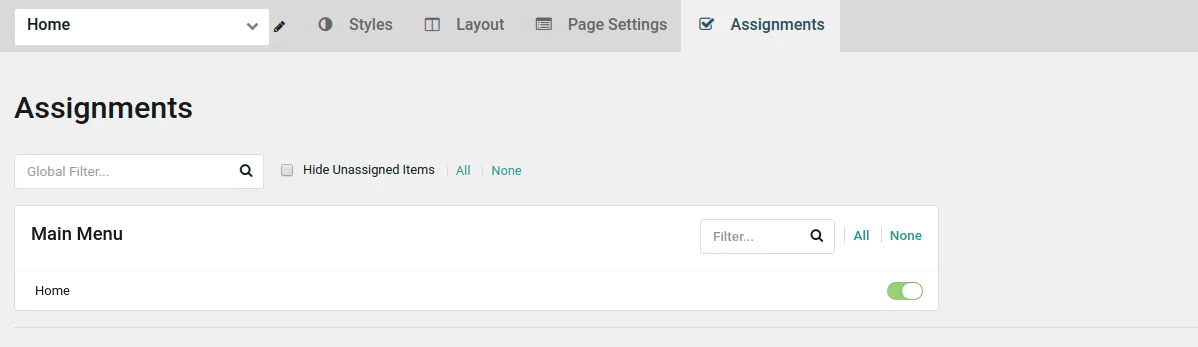 Home Styles Layout Page Settings Assignments
Assignments
Global Filter... Hide Unassigned Items All None
Main Menu Filter... All None
Home